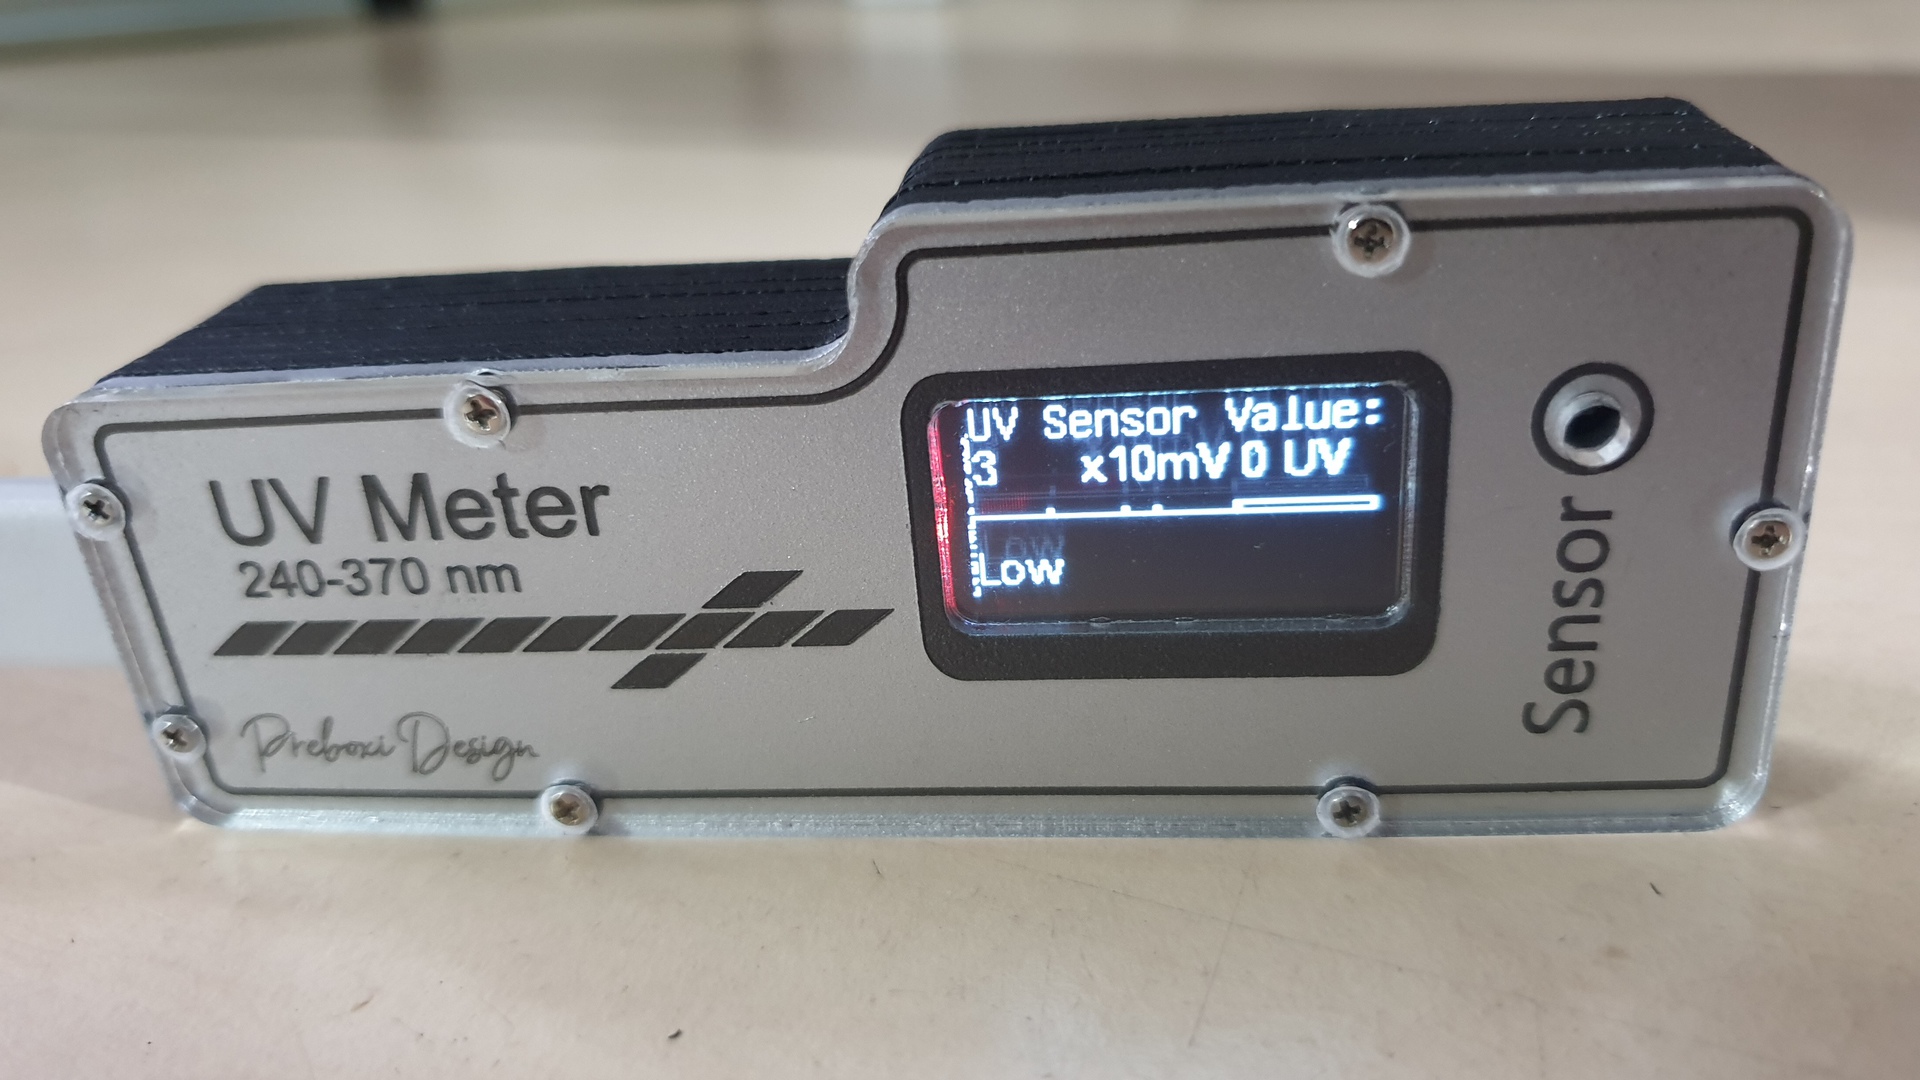 UV Meter
240-370 nm
Preboxi Design
UV Sensor Value:
3 x10mV 0 UV
Low
Sensor